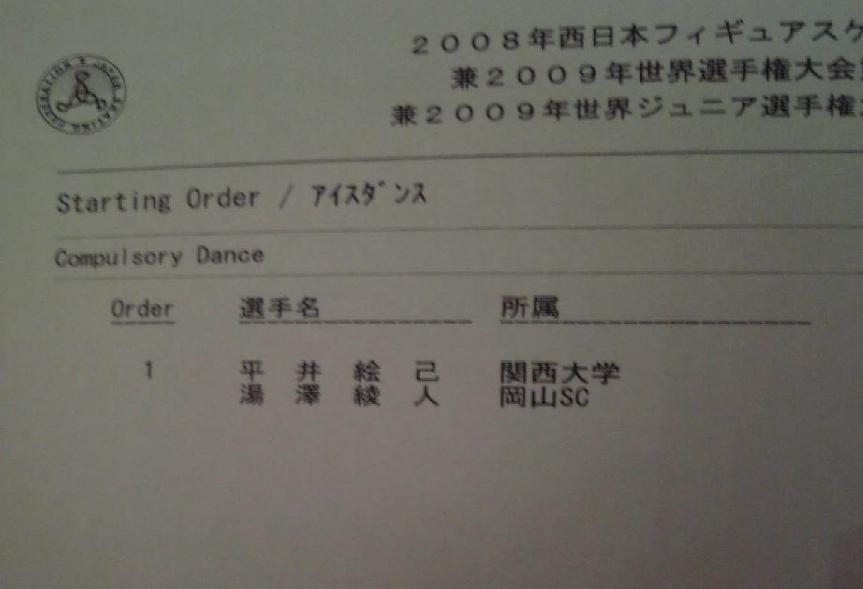 ２００８年西日本フィギュアスケ
兼２００９年世界選手権大会
兼２００９年世界ジュニア選手権
Starting Order / ｱｲｽﾀﾞﾝｽ
Compulsory Dance
Order 選手名 所属
1 平 井 絵 己 関西大学
湯 澤 綾 人 岡山SC